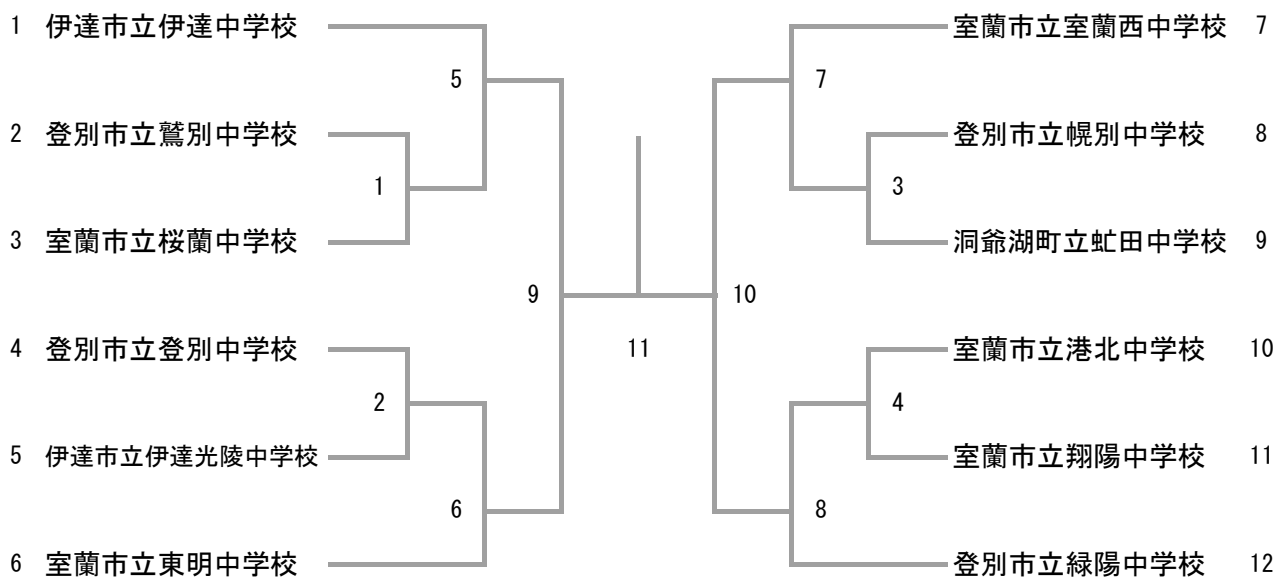 1 伊達市立伊達中学校
室蘭市立室蘭西中学校 7
5
7
2 登別市立鷲別中学校
登別市立幌別中学校 8
1
3
3 室蘭市立桜蘭中学校
洞爺湖町立虻田中学校 9
9
10
4 登別市立登別中学校
11
室蘭市立港北中学校 10
2
4
5 伊達市立伊達光陵中学校
室蘭市立翔陽中学校 11
6
8
6 室蘭市立東明中学校
登別市立緑陽中学校 12